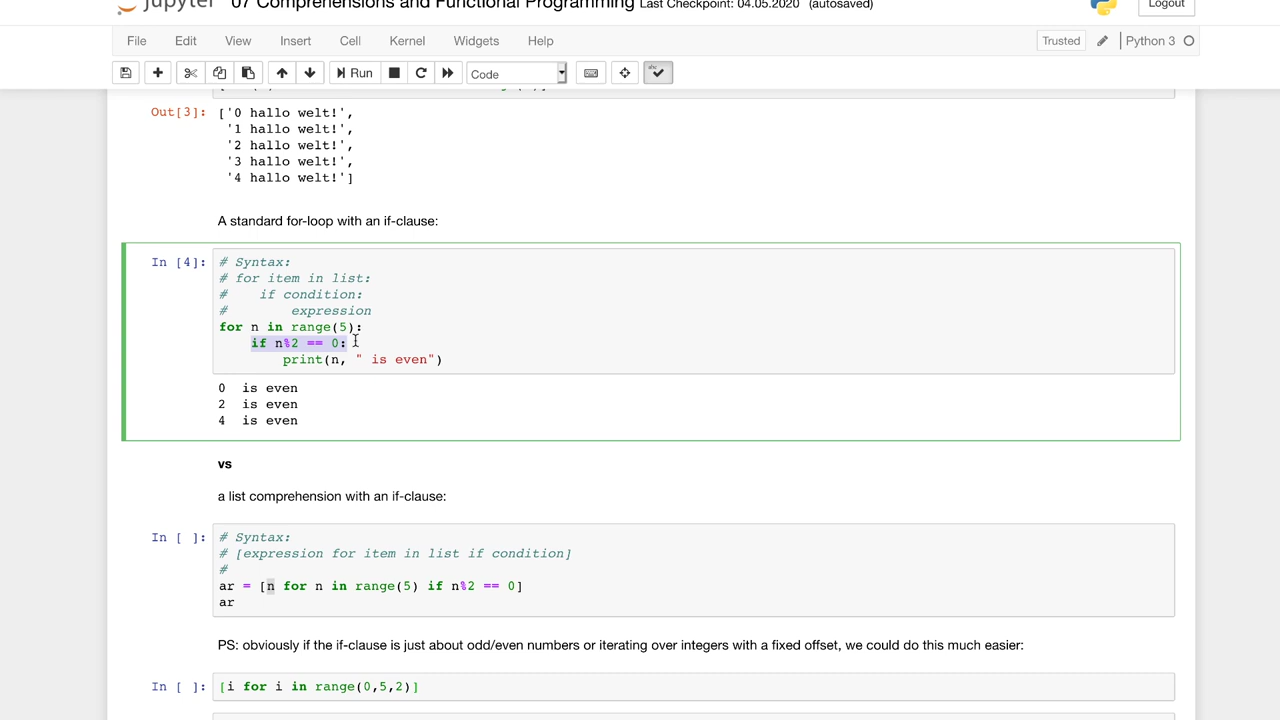 jupyter 07 Comprehensions and Functional Programming Last Checkpoint: 04.05.2020 (autosaved) Logout
File Edit View Insert Cell Kernel Widgets Help Trusted Python 3
Run Code abc
Out[3]: ['0 hallo welt!',
'1 hallo welt!',
'2 hallo welt!',
'3 hallo welt!',
'4 hallo welt!']
A standard for-loop with an if-clause:
In [4]: # Syntax:
# for item in list:
#    if condition:
#        expression
for n in range(5):
    if n%2 == 0:
        print(n, " is even")
0  is even
2  is even
4  is even
vs
a list comprehension with an if-clause:
In [ ]: # Syntax:
# [expression for item in list if condition]
#
ar = [n for n in range(5) if n%2 == 0]
ar
PS: obviously if the if-clause is just about odd/even numbers or iterating over integers with a fixed offset, we could do this much easier:
In [ ]: [i for i in range(0,5,2)]